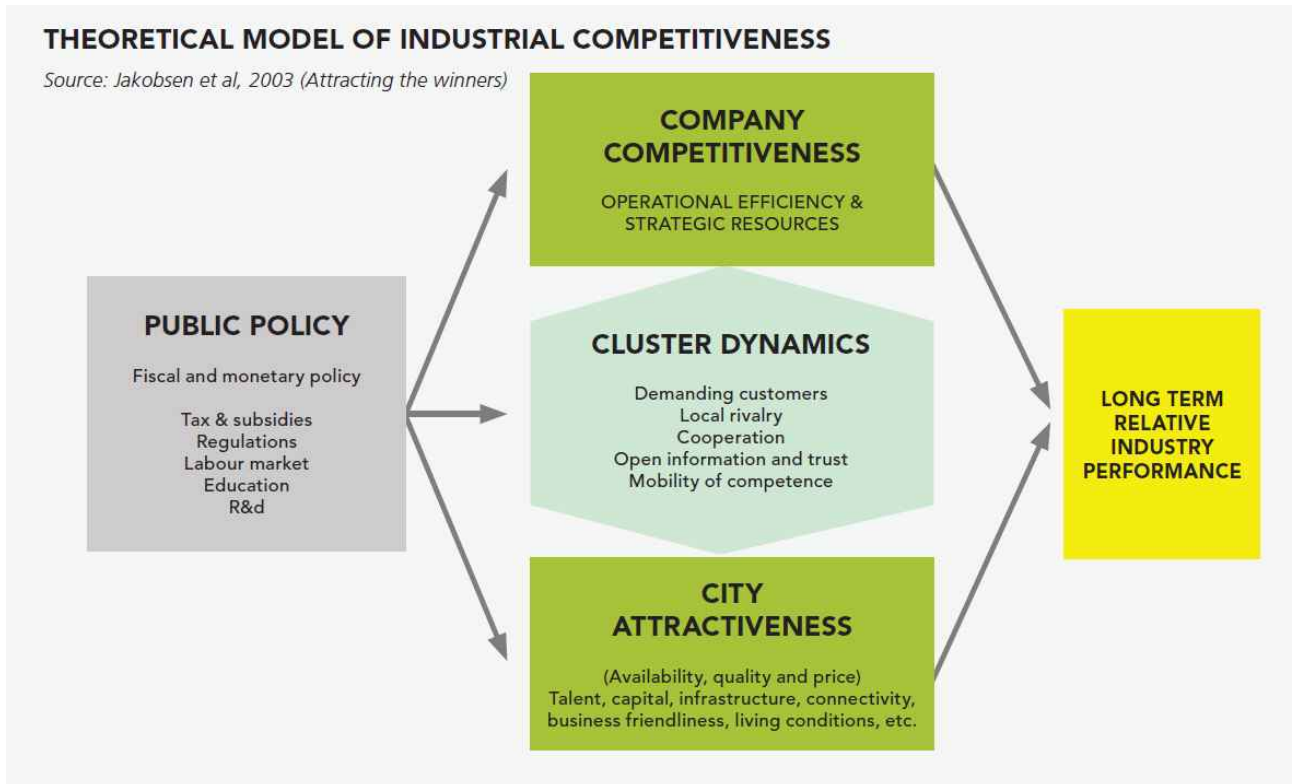 THEORETICAL MODEL OF INDUSTRIAL COMPETITIVENESS
Source: Jakobsen et al, 2003 (Attracting the winners)
COMPANY
COMPETITIVENESS
OPERATIONAL EFFICIENCY &
STRATEGIC RESOURCES
PUBLIC POLICY
Fiscal and monetary policy
Tax & subsidies
Regulations
Labour market
Education
R&d
CLUSTER DYNAMICS
Demanding customers
Local rivalry
Cooperation
Open information and trust
Mobility of competence
CITY
ATTRACTIVENESS
(Availability, quality and price)
Talent, capital, infrastructure, connectivity,
business friendliness, living conditions, etc.
LONG TERM
RELATIVE
INDUSTRY
PERFORMANCE